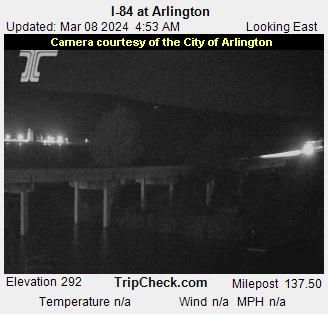 I-84 at Arlington
Updated: Mar 08 2024 4:53 AM Looking East
Camera courtesy of the City of Arlington
Elevation 292 TripCheck.com Milepost 137.50
Temperature n/a Wind n/a MPH n/a